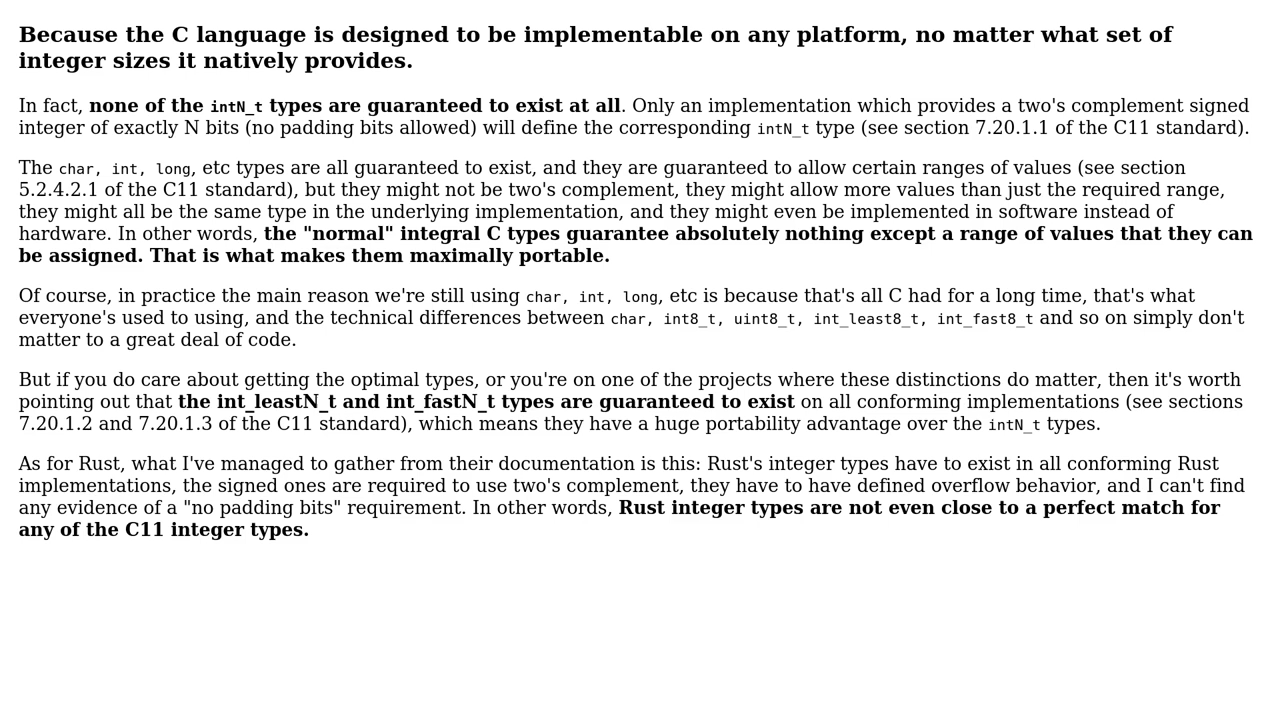 Because the C language is designed to be implementable on any platform, no matter what set of
integer sizes it natively provides.
In fact, none of the intN_t types are guaranteed to exist at all. Only an implementation which provides a two's complement signed
integer of exactly N bits (no padding bits allowed) will define the corresponding intN_t type (see section 7.20.1.1 of the C11 standard).
The char, int, long, etc types are all guaranteed to exist, and they are guaranteed to allow certain ranges of values (see section
5.2.4.2.1 of the C11 standard), but they might not be two's complement, they might allow more values than just the required range,
they might all be the same type in the underlying implementation, and they might even be implemented in software instead of
hardware. In other words, the "normal" integral C types guarantee absolutely nothing except a range of values that they can
be assigned. That is what makes them maximally portable.
Of course, in practice the main reason we're still using char, int, long, etc is because that's all C had for a long time, that's what
everyone's used to using, and the technical differences between char, int8_t, uint8_t, int_least8_t, int_fast8_t and so on simply don't
matter to a great deal of code.
But if you do care about getting the optimal types, or you're on one of the projects where these distinctions do matter, then it's worth
pointing out that the int_leastN_t and int_fastN_t types are guaranteed to exist on all conforming implementations (see sections
7.20.1.2 and 7.20.1.3 of the C11 standard), which means they have a huge portability advantage over the intN_t types.
As for Rust, what I've managed to gather from their documentation is this: Rust's integer types have to exist in all conforming Rust
implementations, the signed ones are required to use two's complement, they have to have defined overflow behavior, and I can't find
any evidence of a "no padding bits" requirement. In other words, Rust integer types are not even close to a perfect match for
any of the C11 integer types.